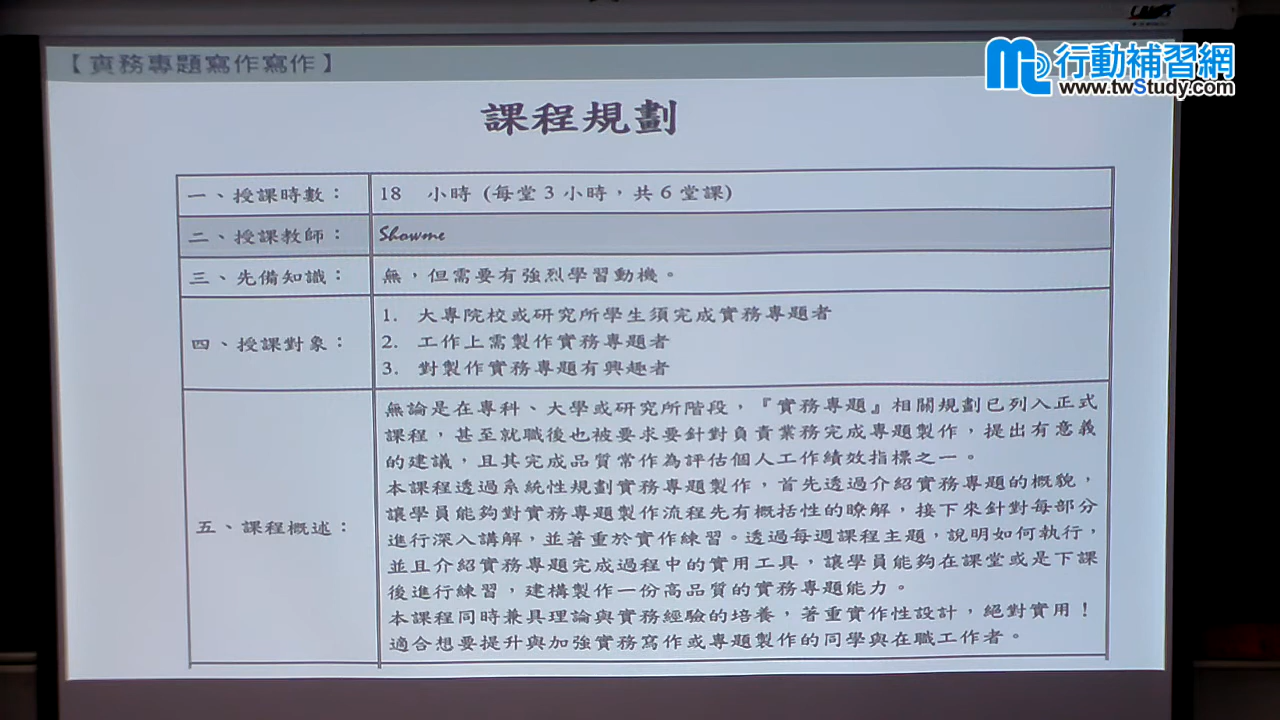 【實務專題寫作寫作】
行動補習網
www.twStudy.com
課程規劃
一、授課時數：
18 小時 (每堂 3 小時，共 6 堂課)
二、授課教師：
Showme
三、先備知識：
無，但需要有強烈學習動機。
四、授課對象：
1. 大專院校或研究所學生須完成實務專題者
2. 工作上需製作實務專題者
3. 對製作實務專題有興趣者
五、課程概述：
無論是在專科、大學或研究所階段，『實務專題』相關規劃已列入正式
課程，甚至就職後也被要求要針對負責業務完成專題製作，提出有意義
的建議，且其完成品質常作為評估個人工作績效指標之一。
本課程透過系統性規劃實務專題製作，首先透過介紹實務專題的概貌，
讓學員能夠對實務專題製作流程先有概括性的瞭解，接下來針對每部分
進行深入講解，並著重於實作練習。透過每週課程主題，說明如何執行，
並且介紹實務專題完成過程中的實用工具，讓學員能夠在課堂或是下課
後進行練習，建構製作一份高品質的實務專題能力。
本課程同時兼具理論與實務經驗的培養，著重實作性設計，絕對實用！
適合想要提升與加強實務寫作或專題製作的同學與在職工作者。